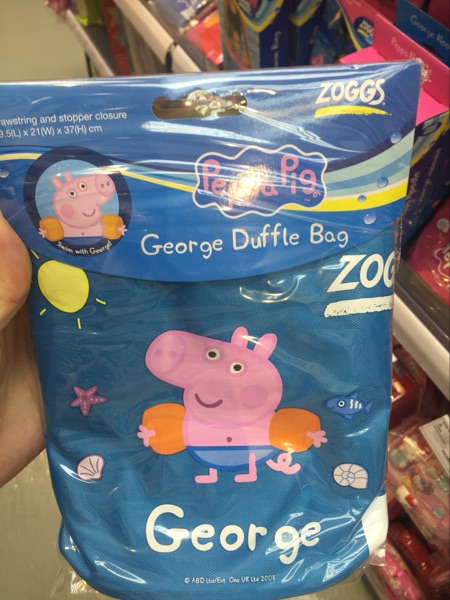 ZOGGS
awstring and stopper closure
9.5(L) x 21(W) x 37(H) cm
Peppa Pig
Swim with George!
George Duffle Bag
ZOG
George
© ABD Ltd/Ent. One UK Ltd 2003